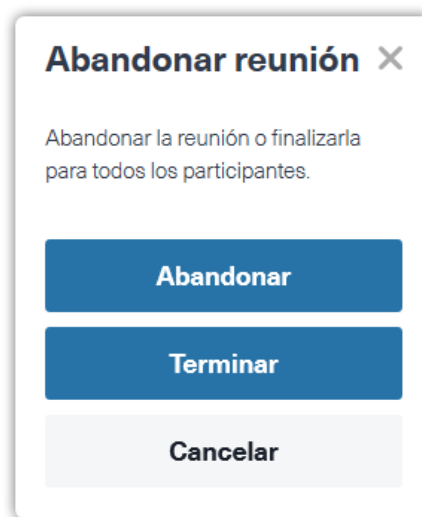 Abandonar reunión
Abandonar la reunión o finalizarla
para todos los participantes.
Abandonar
Terminar
Cancelar